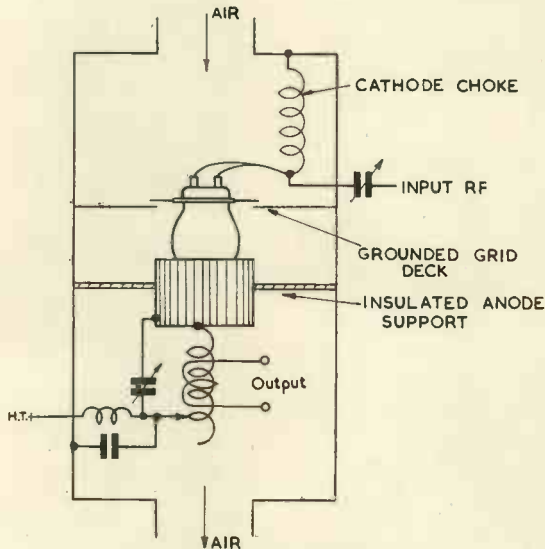 AIR
CATHODE CHOKE
INPUT RF
GROUNDED GRID
DECK
INSULATED ANODE
SUPPORT
Output
H.T.
AIR